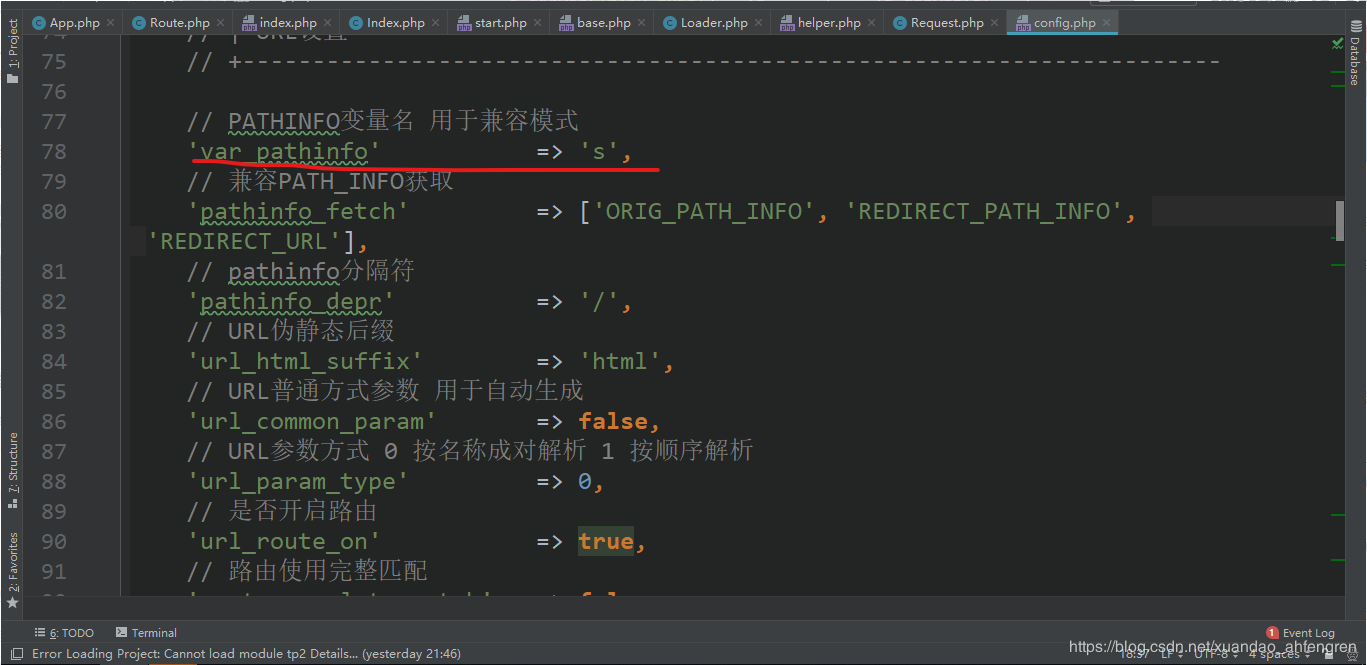 App.php Route.php index.php Index.php start.php base.php Loader.php helper.php Request.php config.php
1: Project
Database
75 // +----------------------------------------------------------------------
76
77 // PATHINFO变量名 用于兼容模式
78 'var_pathinfo' => 's',
79 // 兼容PATH_INFO获取
80 'pathinfo_fetch' => ['ORIG_PATH_INFO', 'REDIRECT_PATH_INFO',
'REDIRECT_URL'],
81 // pathinfo分隔符
82 'pathinfo_depr' => '/',
83 // URL伪静态后缀
84 'url_html_suffix' => 'html',
85 // URL普通方式参数 用于自动生成
86 'url_common_param' => false,
87 // URL参数方式 0 按名称成对解析 1 按顺序解析
88 'url_param_type' => 0,
89 // 是否开启路由
90 'url_route_on' => true,
91 // 路由使用完整匹配
7: Structure
2: Favorites
6: TODO Terminal 1 Event Log
Error Loading Project: Cannot load module tp2 Details... (yesterday 21:46)
18:37 LF UTF-8 4 spaces
https://blog.csdn.net/xuandao_ahfengren